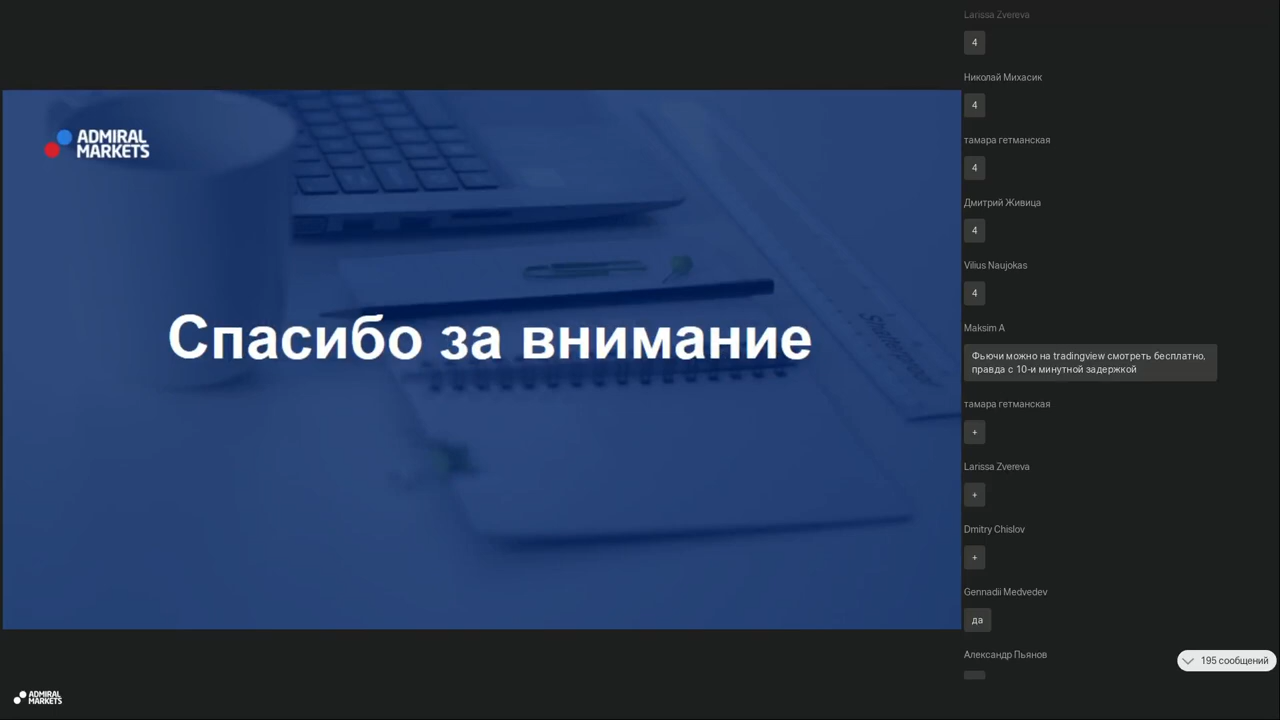 ADMIRAL
MARKETS
Спасибо за внимание
Shatterproof
Larissa Zvereva
4
Николай Михасик
4
тамара гетманская
4
Дмитрий Живица
4
Vilius Naujokas
4
Maksim A
Фьючи можно на tradingview смотреть бесплатно,
правда с 10-и минутной задержкой
тамара гетманская
+
Larissa Zvereva
+
Dmitry Chislov
+
Gennadii Medvedev
да
Александр Пьянов
195 сообщений
ADMIRAL
MARKETS